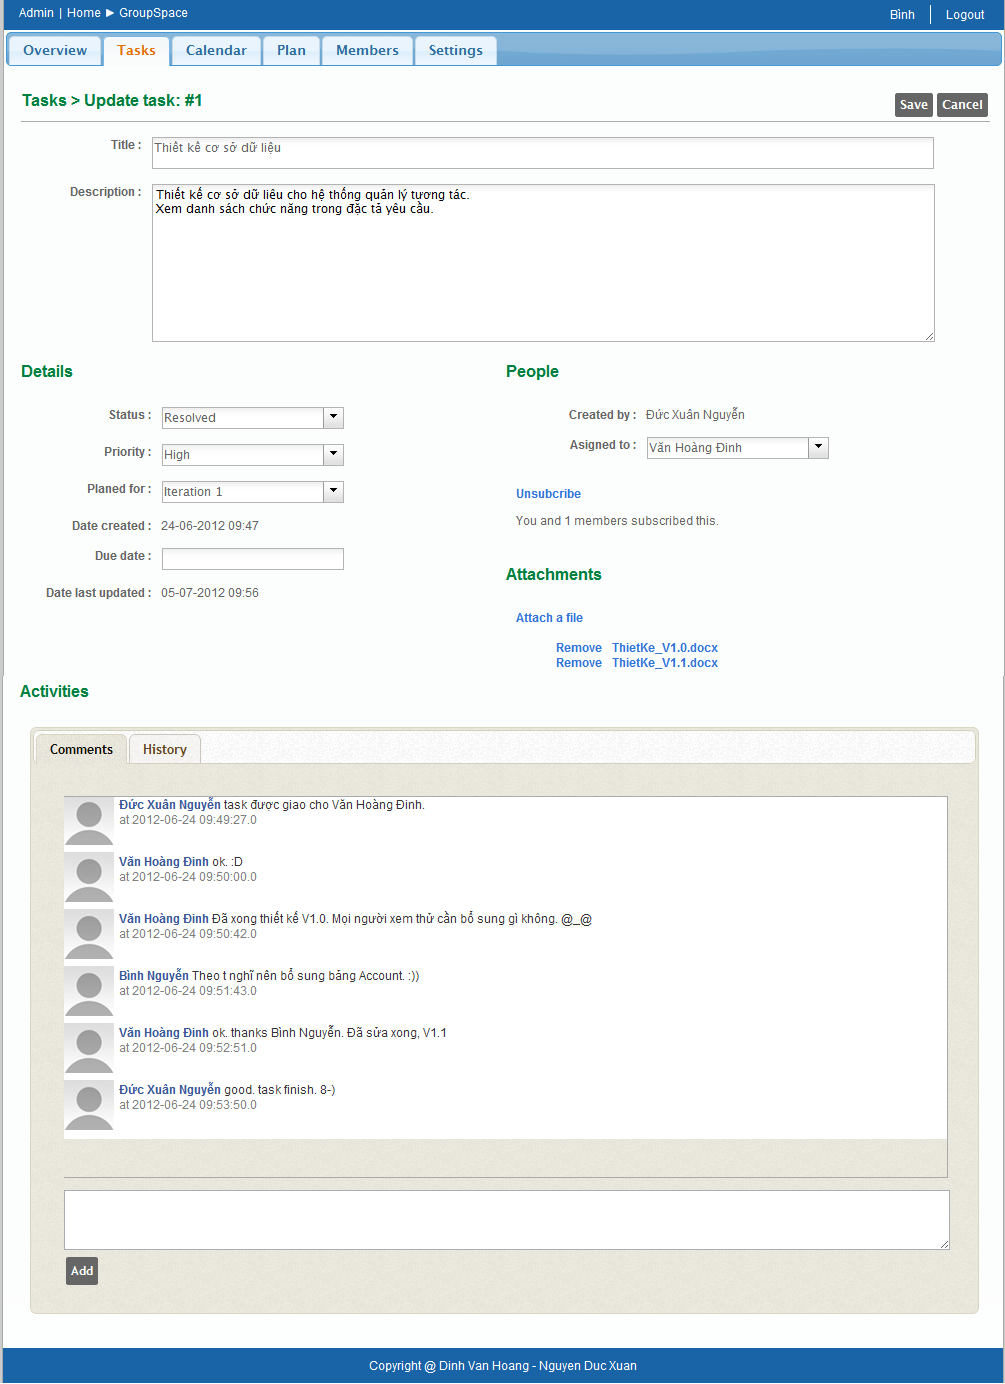 Admin | Home ► GroupSpace
Bình | Logout
Overview Tasks Calendar Plan Members Settings
Tasks > Update task: #1
Save Cancel
Title : Thiết kế cơ sở dữ liệu
Description : Thiết kế cơ sở dữ liêu cho hệ thống quản lý tương tác.
Xem danh sách chức năng trong đặc tả yêu cầu.
Details
Status : Resolved
Priority : High
Planed for : Iteration 1
Date created : 24-06-2012 09:47
Due date :
Date last updated : 05-07-2012 09:56
People
Created by : Đức Xuân Nguyễn
Asigned to : Văn Hoàng Đinh
Unsubcribe
You and 1 members subscribed this.
Attachments
Attach a file
Remove ThietKe_V1.0.docx
Remove ThietKe_V1.1.docx
Activities
Comments History
Đức Xuân Nguyễn task được giao cho Văn Hoàng Đinh.
at 2012-06-24 09:49:27.0
Văn Hoàng Đinh ok. :D
at 2012-06-24 09:50:00.0
Văn Hoàng Đinh Đã xong thiết kế V1.0. Mọi người xem thử cần bổ sung gì không. @_@
at 2012-06-24 09:50:42.0
Bình Nguyễn Theo t nghĩ nên bổ sung bảng Account. :))
at 2012-06-24 09:51:43.0
Văn Hoàng Đinh ok. thanks Bình Nguyễn. Đã sửa xong, V1.1
at 2012-06-24 09:52:51.0
Đức Xuân Nguyễn good. task finish. 8-)
at 2012-06-24 09:53:50.0
Add
Copyright @ Dinh Van Hoang - Nguyen Duc Xuan